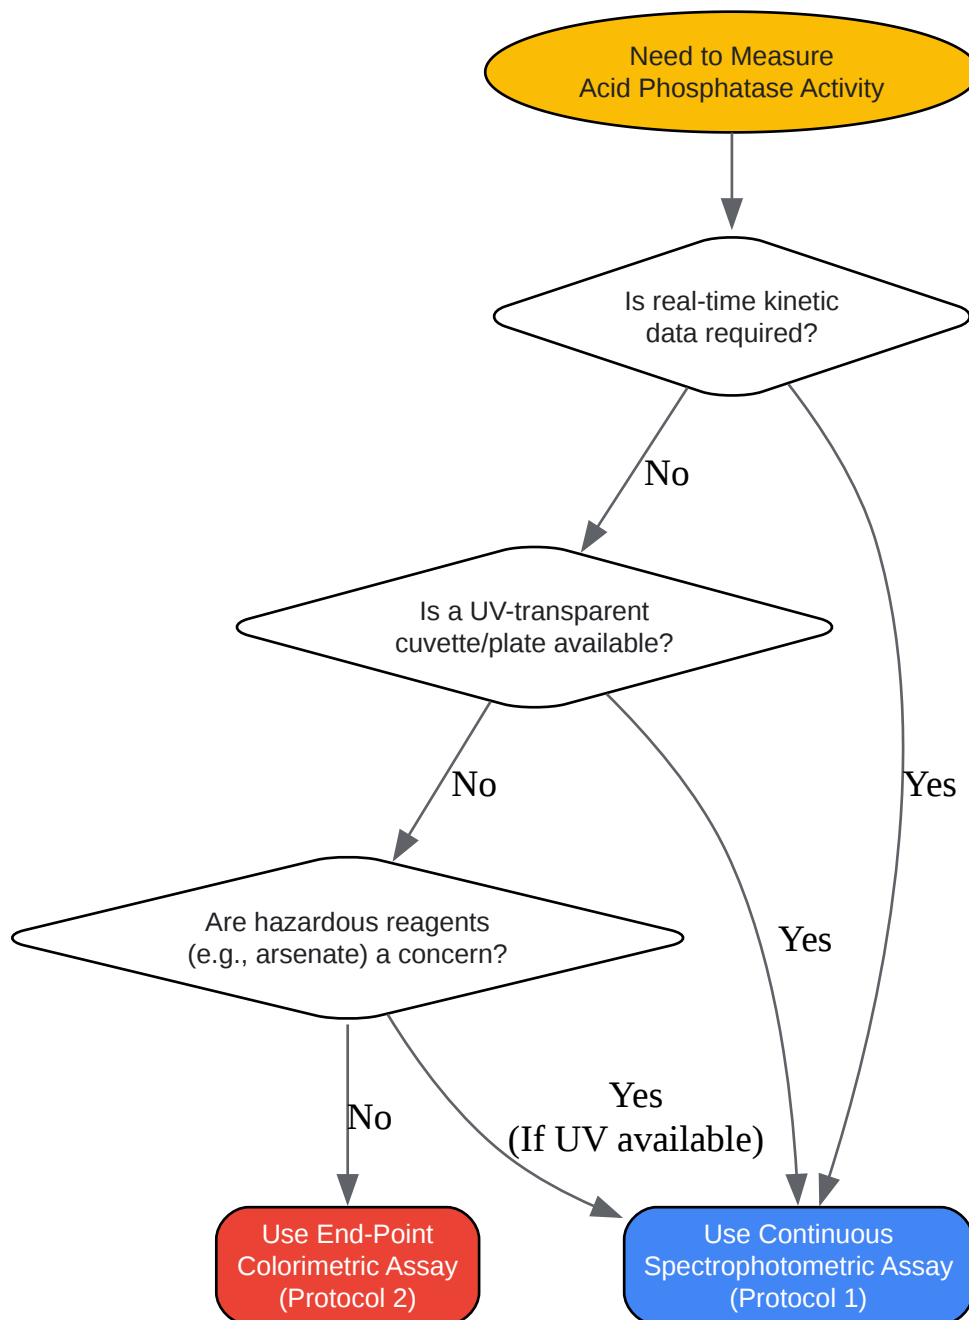 Need to Measure
Acid Phosphatase Activity
Is real-time kinetic
data required?
No
Is a UV-transparent
cuvette/plate available?
No
Yes
Are hazardous reagents
(e.g., arsenate) a concern?
Yes
No
Yes
(If UV available)
Use End-Point
Colorimetric Assay
(Protocol 2)
Use Continuous
Spectrophotometric Assay
(Protocol 1)